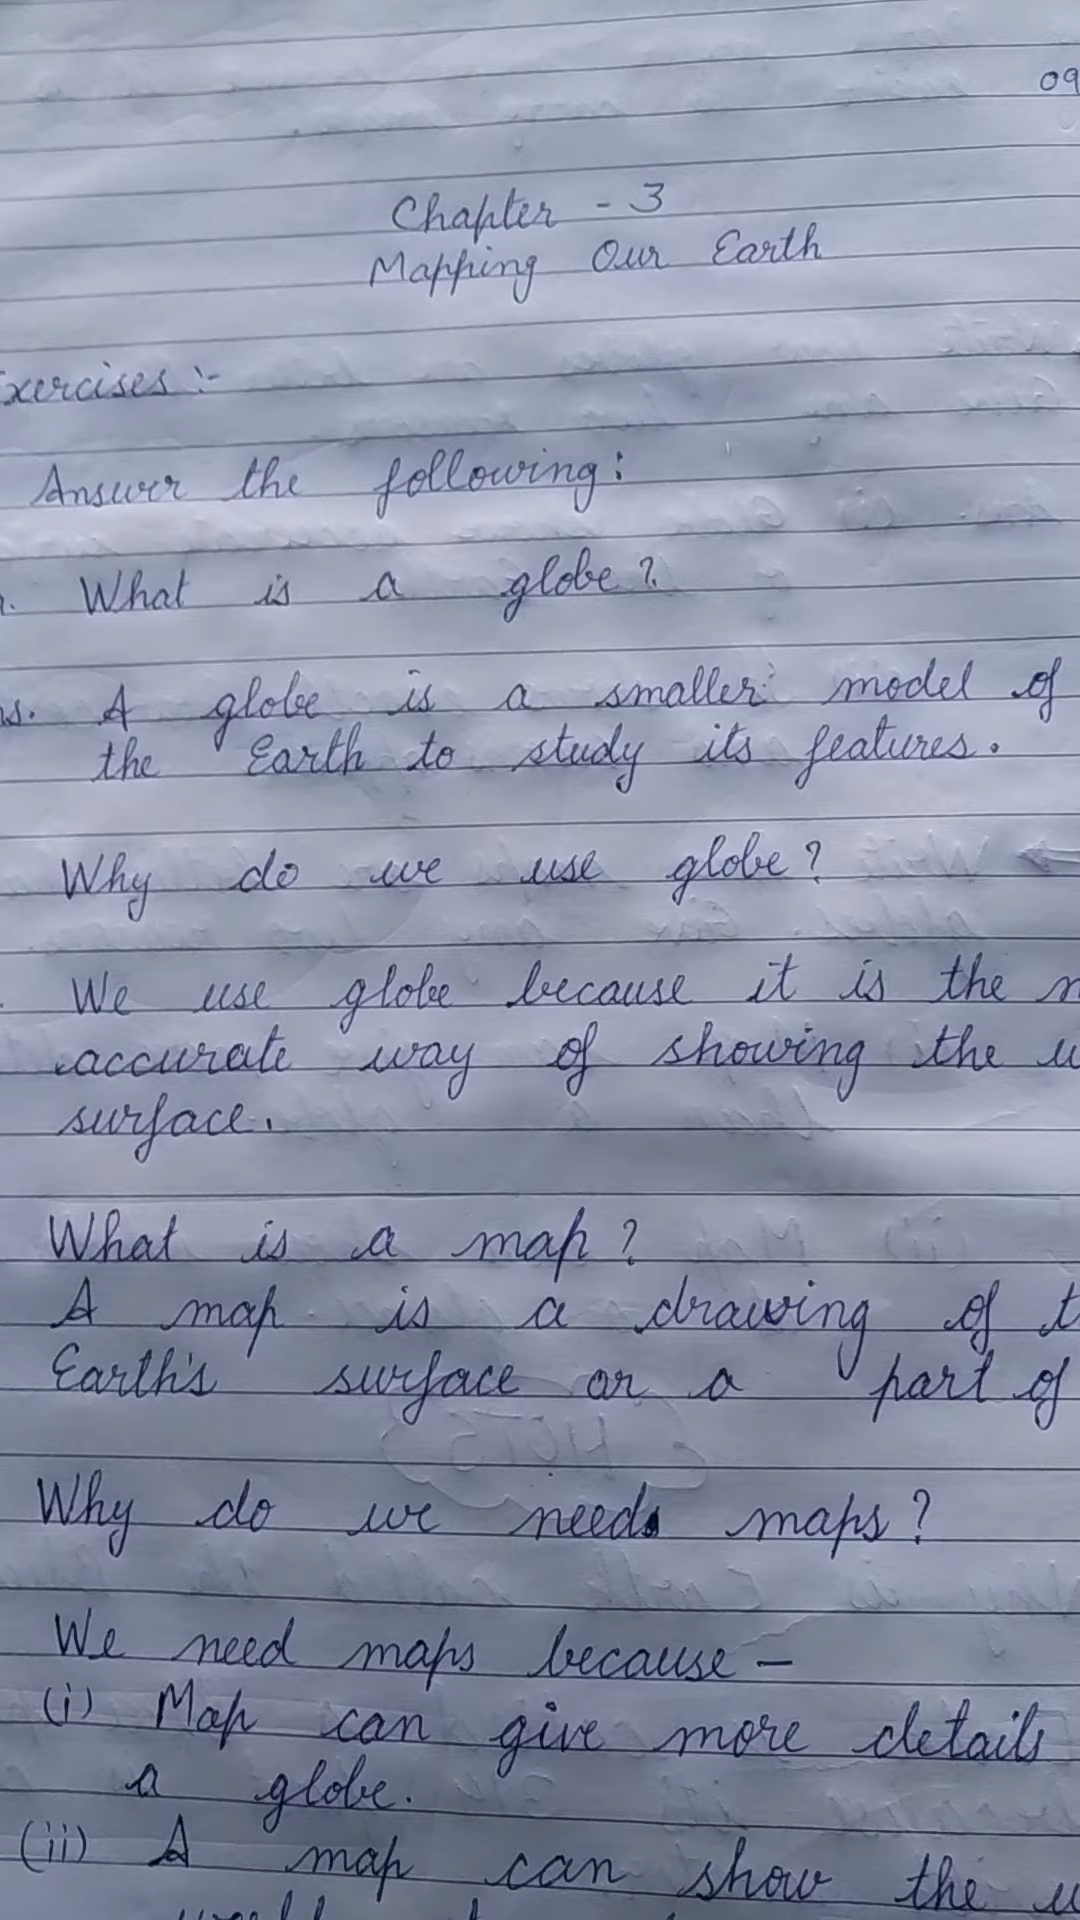 09
Chapter - 3
Mapping Our Earth
xercises :-
Answer the following:
What is a globe?
ns. A globe is a smaller model of
the Earth to study its features.
Why do we use globe?
We use globe because it is the
accurate way of showing the
surface.
What is a map?
A map is a drawing of
Earth's surface or a part of
Why do we need maps?
We need maps because -
(i) Map can give more details
a globe.
(ii) A map can show the